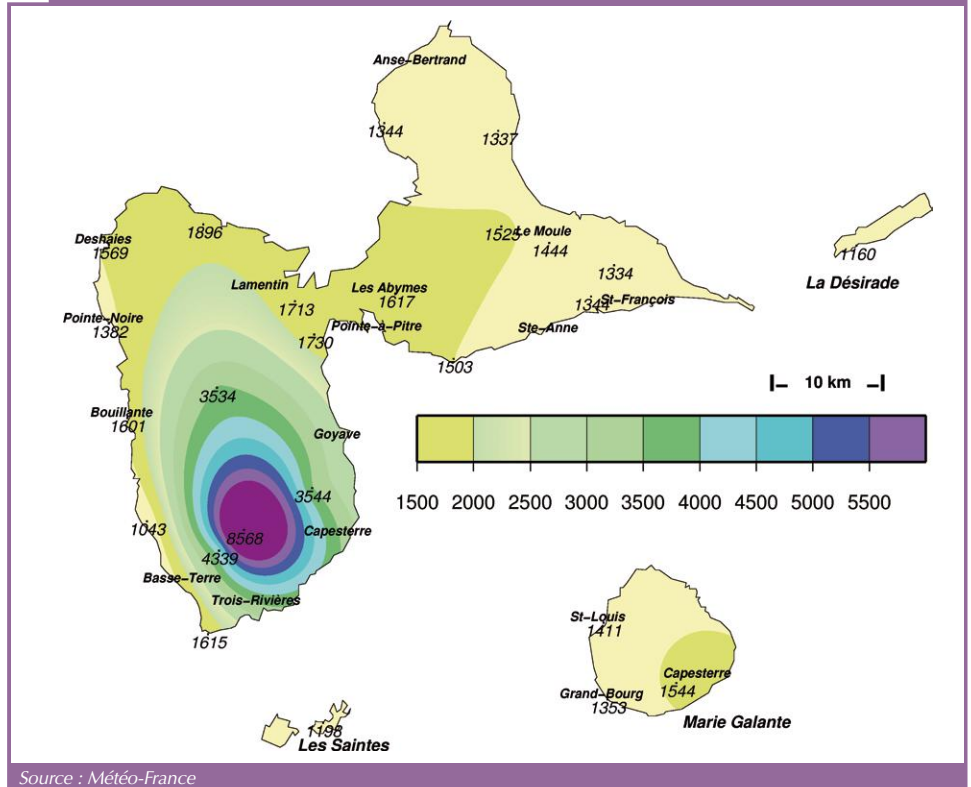 Anse-Bertrand
1344
1337
Deshaies
1569
1896
1525
Le Moule
1444
1160
La Désirade
Lamentin
1713
Les Abymes
1617
1334
1344
St-François
Pointe-Noire
1382
1730
Pointe-à-Pitre
Ste-Anne
1503
10 km
3534
Bouillante
1601
Goyave
1500 2000 2500 3000 3500 4000 4500 5000 5500
3544
1043
8568
Capesterre
4339
Basse-Terre
Trois-Rivières
1615
St-Louis
1411
Capesterre
1544
Grand-Bourg
1353
Marie Galante
1198
Les Saintes
Source : Météo-France